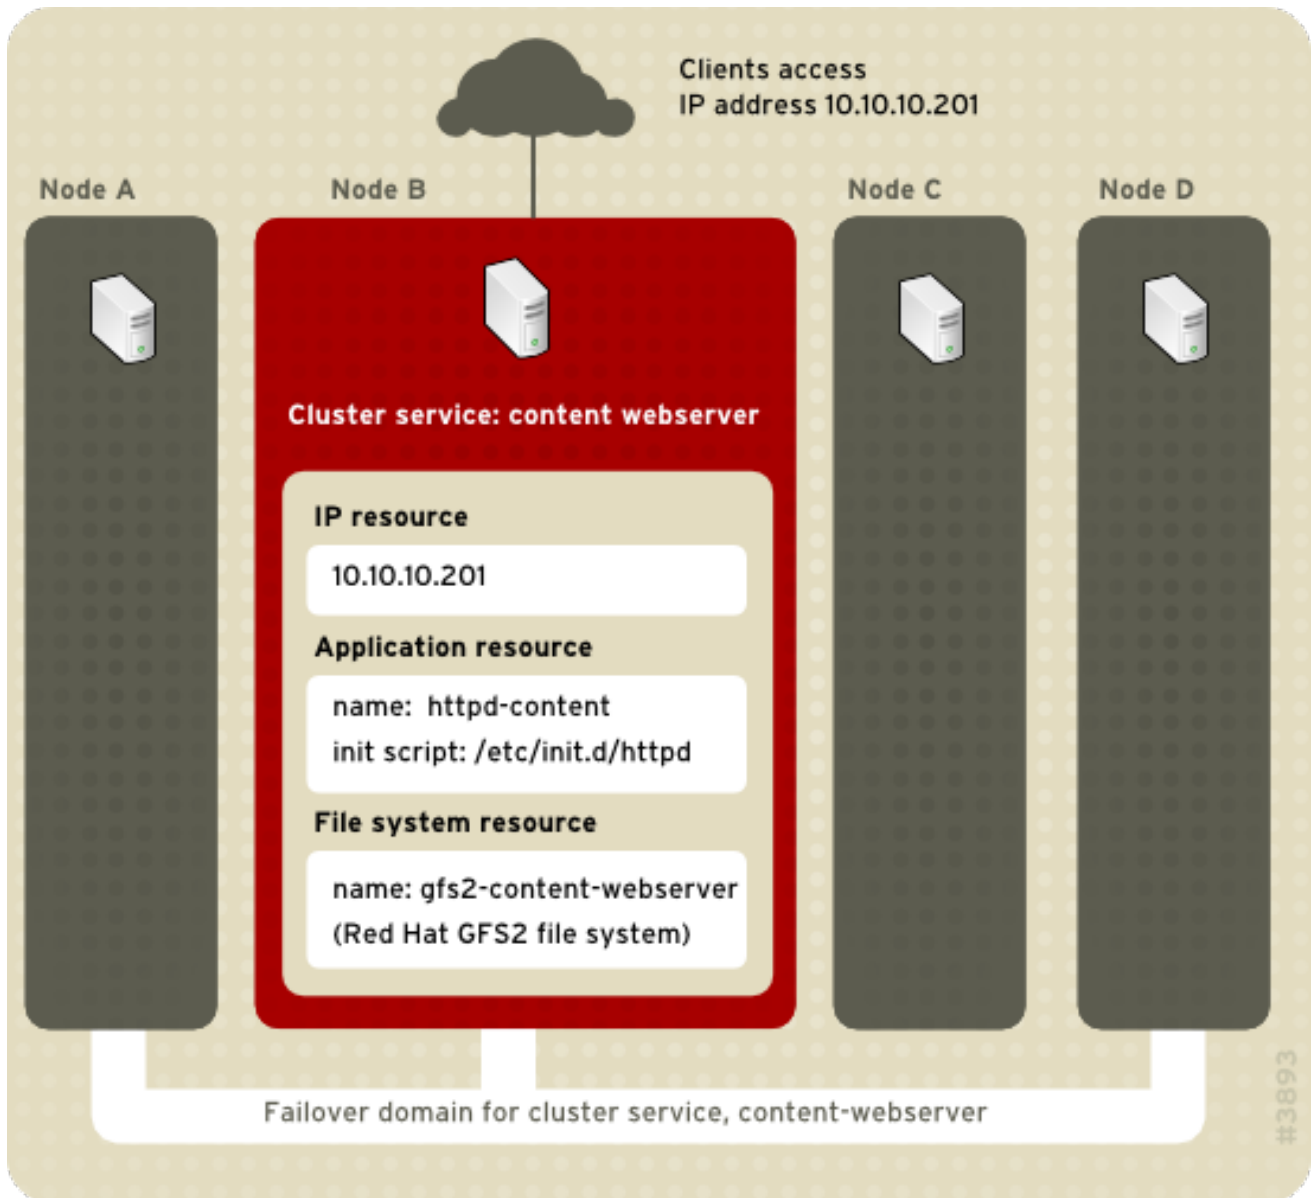 Clients access
IP address 10.10.10.201
Node A
Node B
Node C
Node D
Cluster service: content webserver
IP resource
10.10.10.201
Application resource
name:  httpd-content
init script: /etc/init.d/httpd
File system resource
name: gfs2-content-webserver
(Red Hat GFS2 file system)
Failover domain for cluster service, content-webserver
#3893